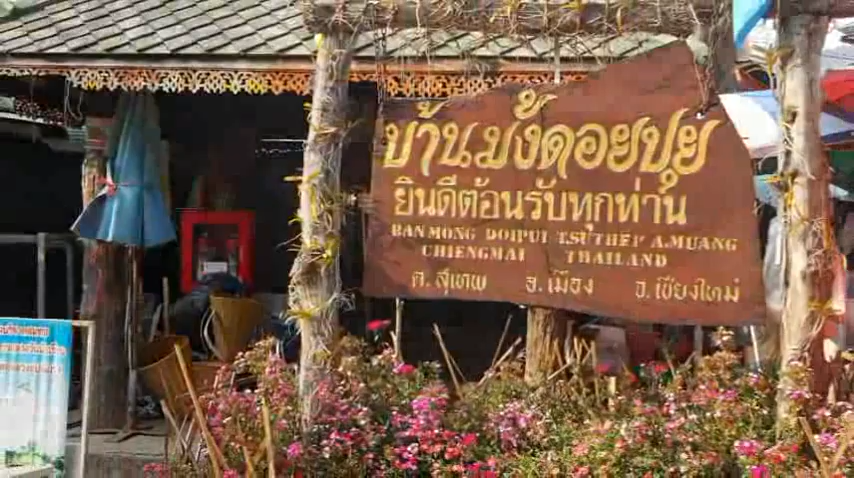 บ้านม้งดอยปุย
ยินดีต้อนรับทุกท่าน
BAN MONG DOIPUI T.SUTHEP A.MUANG
CHIENGMAI THAILAND
ต.สุเทพ อ.เมือง จ.เชียงใหม่